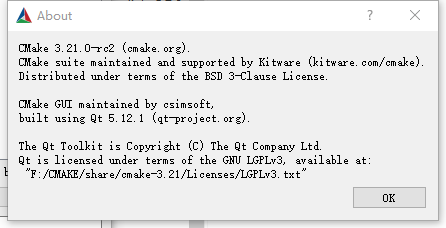 About
CMake 3.21.0-rc2 (cmake.org).
CMake suite maintained and supported by Kitware (kitware.com/cmake).
Distributed under terms of the BSD 3-Clause License.
CMake GUI maintained by csimsoft,
built using Qt 5.12.1 (qt-project.org).
The Qt Toolkit is Copyright (C) The Qt Company Ltd.
Qt is licensed under terms of the GNU LGPLv3, available at:
"F:/CMAKE/share/cmake-3.21/Licenses/LGPLv3.txt"
OK